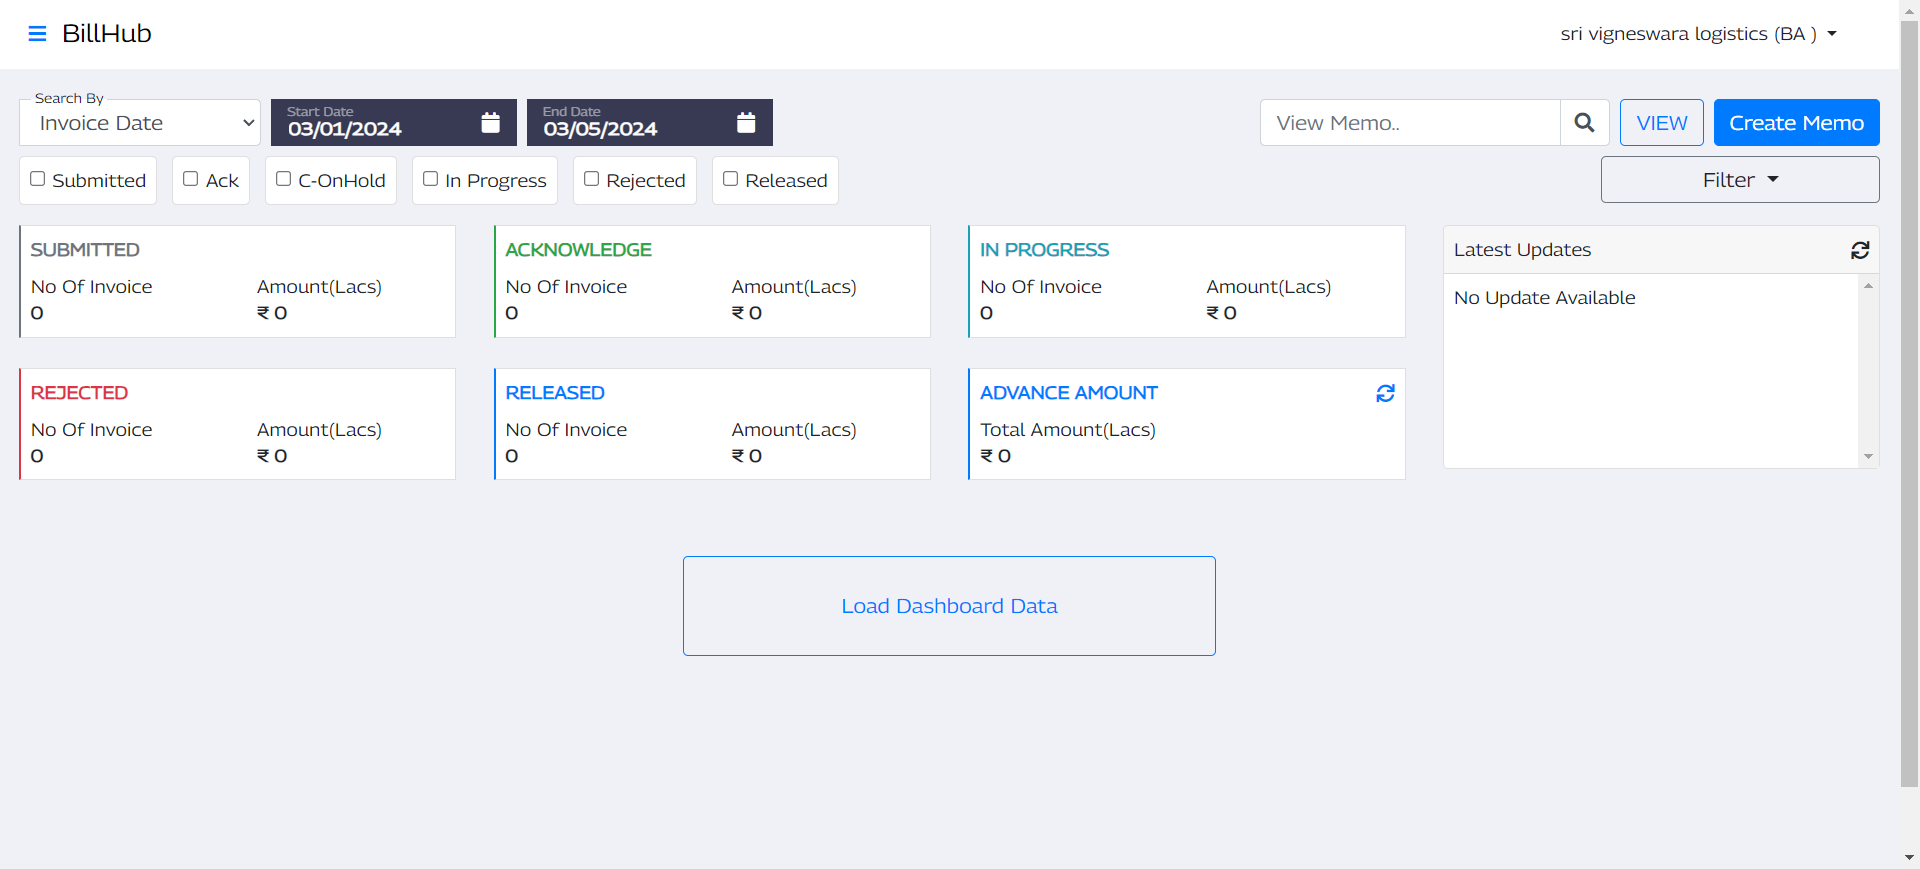 BillHub
sri vigneswara logistics (BA )
Search By
Invoice Date
Start Date
03/01/2024
End Date
03/05/2024
View Memo..
VIEW
Create Memo
Submitted
Ack
C-OnHold
In Progress
Rejected
Released
Filter
SUBMITTED
No Of Invoice
Amount(Lacs)
0
₹ 0
ACKNOWLEDGE
No Of Invoice
Amount(Lacs)
0
₹ 0
IN PROGRESS
No Of Invoice
Amount(Lacs)
0
₹ 0
Latest Updates
No Update Available
REJECTED
No Of Invoice
Amount(Lacs)
0
₹ 0
RELEASED
No Of Invoice
Amount(Lacs)
0
₹ 0
ADVANCE AMOUNT
Total Amount(Lacs)
₹ 0
Load Dashboard Data